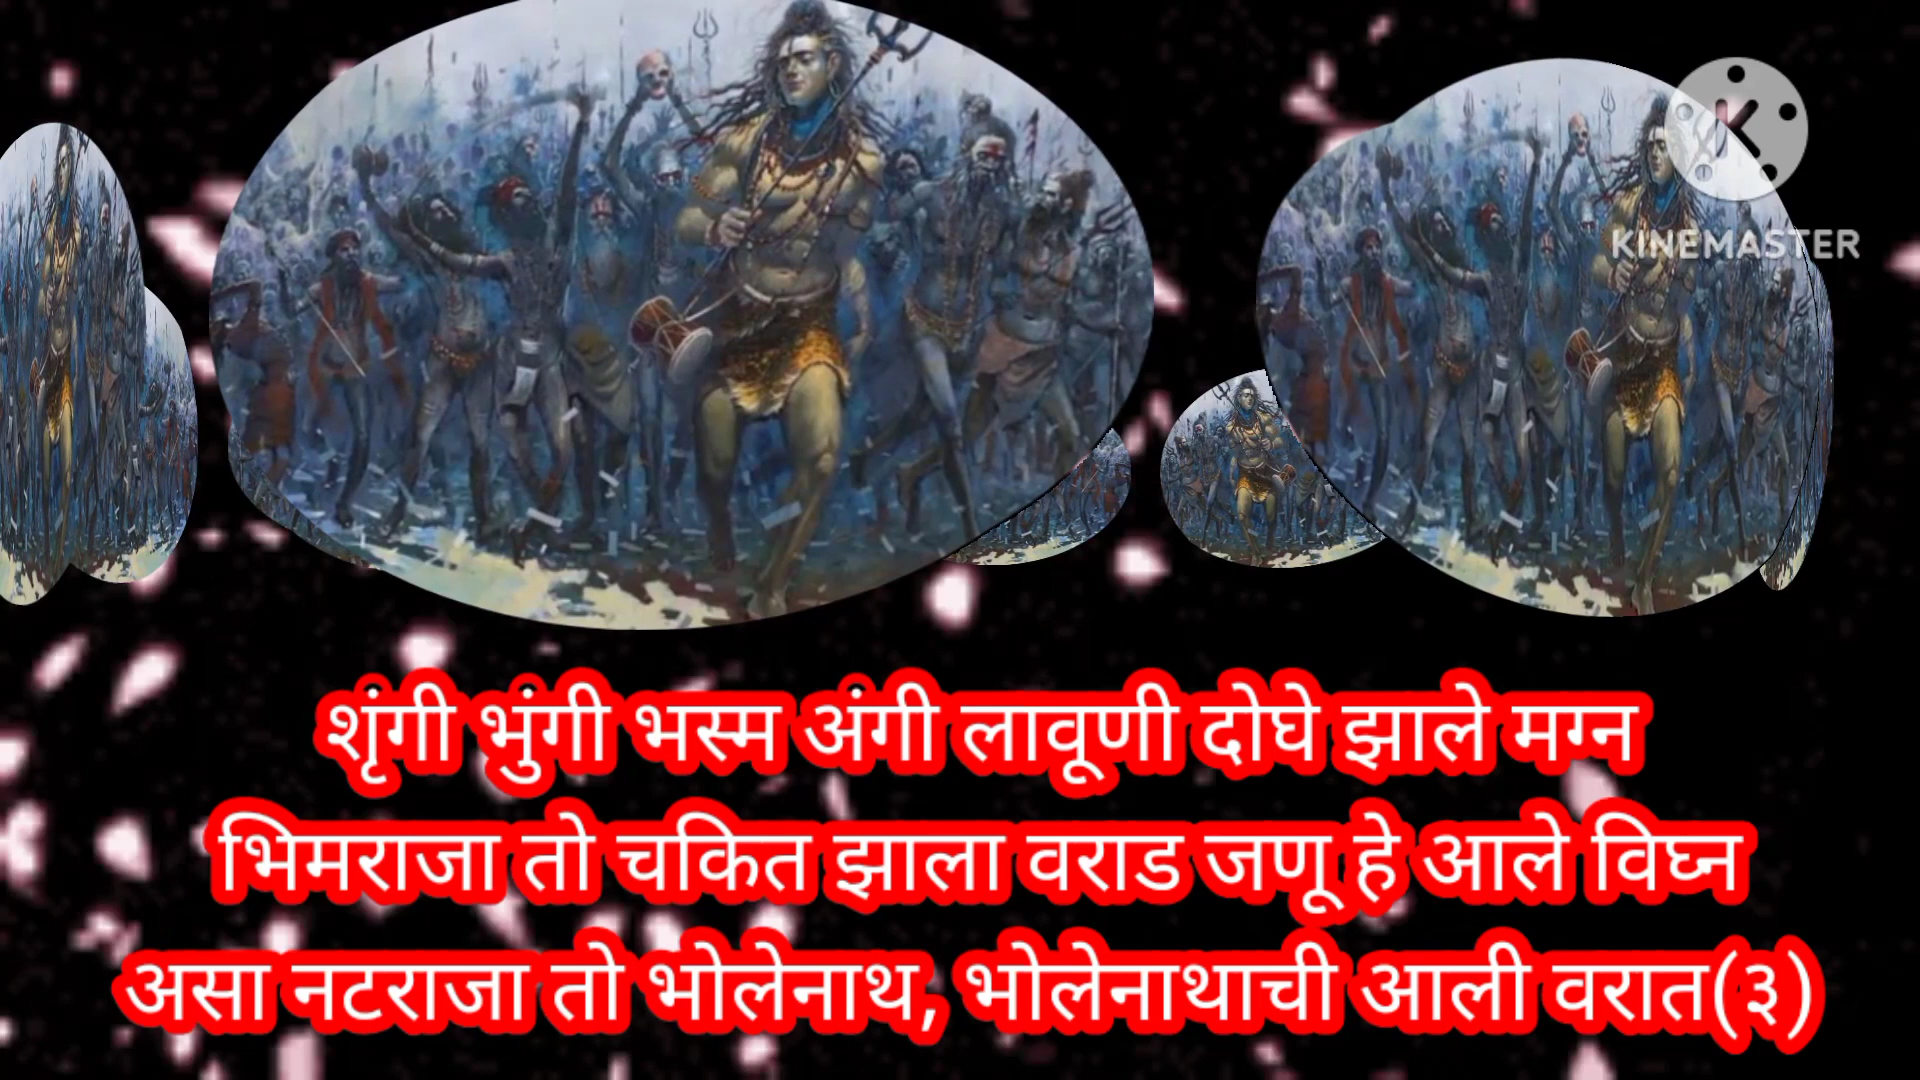 KINEMASTER
शृंगी भुंगी भस्म अंगी लावूणी दोघे झाले मग्न
भिमराजा तो चकित झाला वराड जणू हे आले विघ्न
असा नटराजा तो भोलेनाथ, भोलेनाथाची आली वरात(३)